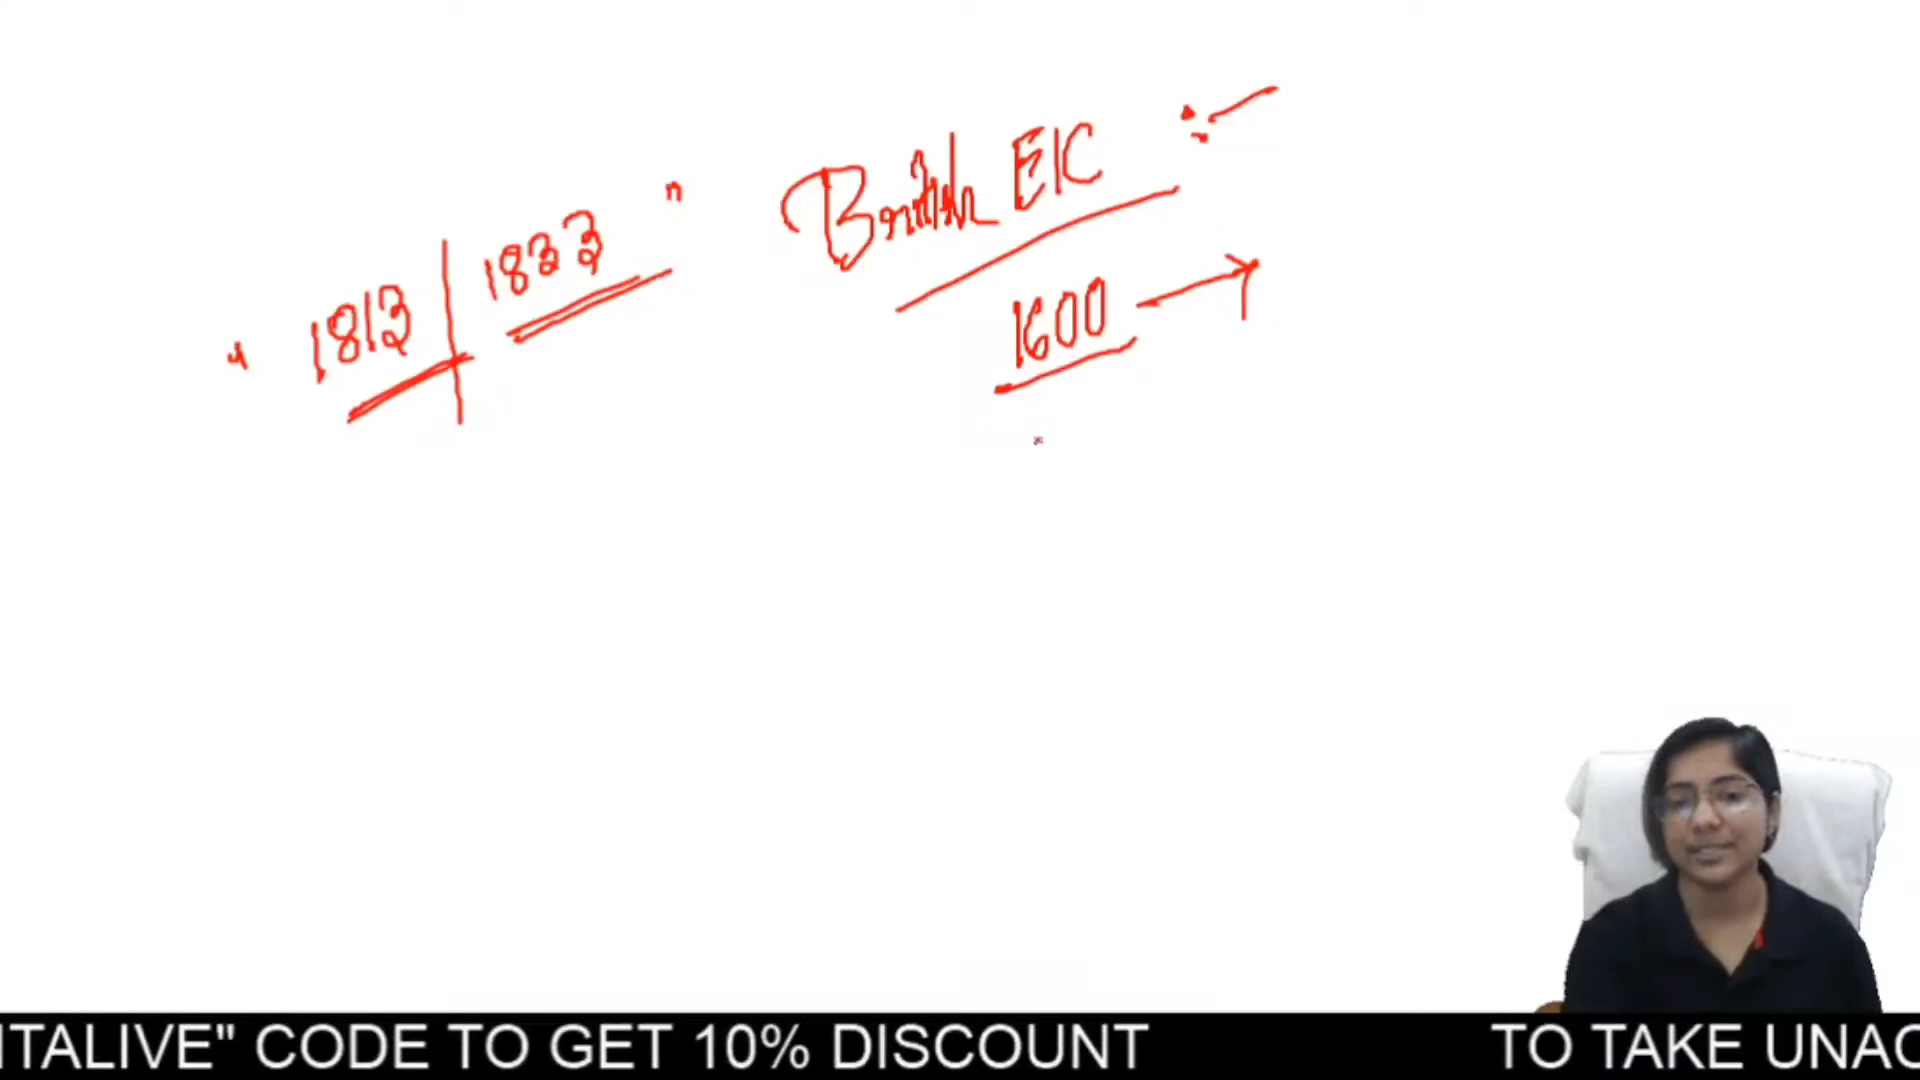 British EIC :-
" 1813 | 1833 "
1600 →
ITALIVE" CODE TO GET 10% DISCOUNT TO TAKE UNAC